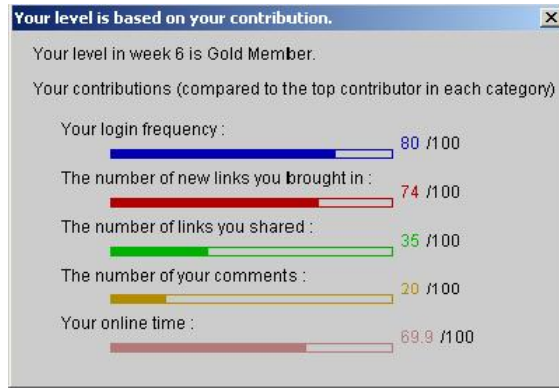 Your level is based on your contribution.
Your level in week 6 is Gold Member.
Your contributions (compared to the top contributor in each category)
Your login frequency :
80 /100
The number of new links you brought in :
74 /100
The number of links you shared :
35 /100
The number of your comments :
20 /100
Your online time :
69.9 /100